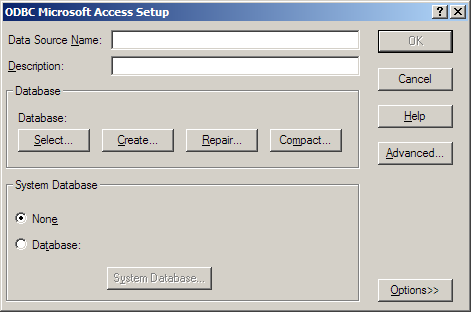 ODBC Microsoft Access Setup
Data Source Name:
OK
Description:
Cancel
Database
Database:
Select...
Create...
Repair...
Compact...
Help
Advanced...
System Database
None
Database:
System Database...
Options>>